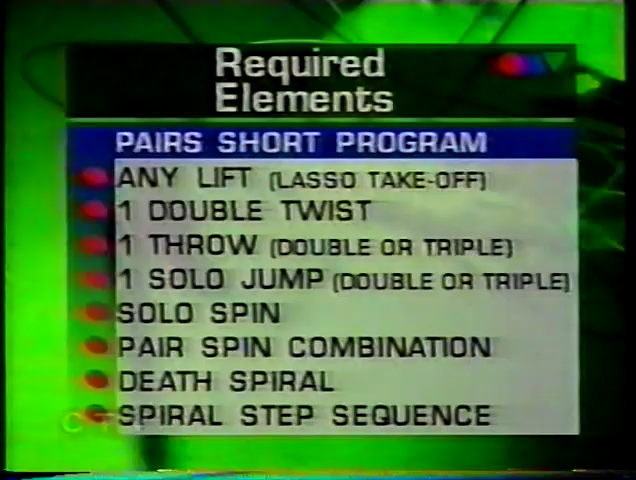 Required
Elements
PAIRS SHORT PROGRAM
ANY LIFT (LASSO TAKE-OFF)
1 DOUBLE TWIST
1 THROW (DOUBLE OR TRIPLE)
1 SOLO JUMP (DOUBLE OR TRIPLE)
SOLO SPIN
PAIR SPIN COMBINATION
DEATH SPIRAL
SPIRAL STEP SEQUENCE